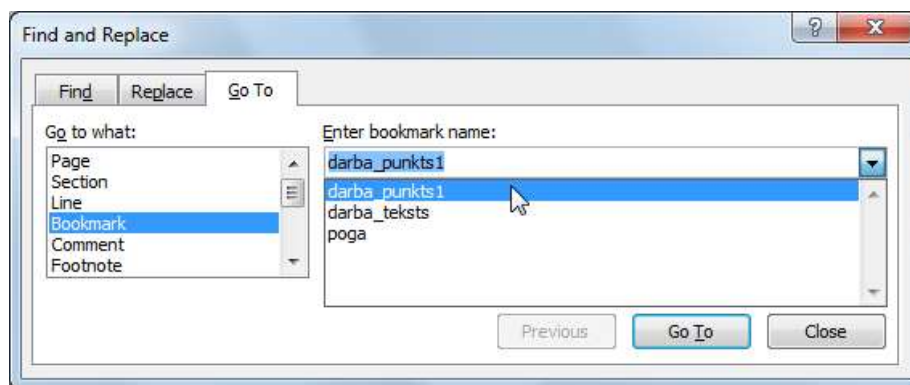 Find and Replace
Find Replace Go To
Go to what:
Page
Section
Line
Bookmark
Comment
Footnote
Enter bookmark name:
darba_punkts1
darba_punkts1
darba_teksts
poga
Previous Go To Close